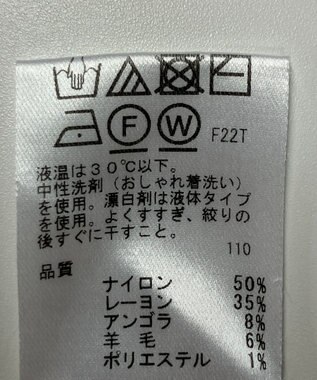 F W F22T
液温は30℃以下。
中性洗剤（おしゃれ着洗い）
を使用。漂白剤は液体タイプ
を使用。よくすすぎ、絞りの
後すぐに干すこと。
110
品質
ナイロン 50%
レーヨン 35%
アンゴラ 8%
羊毛 6%
ポリエステル 1%